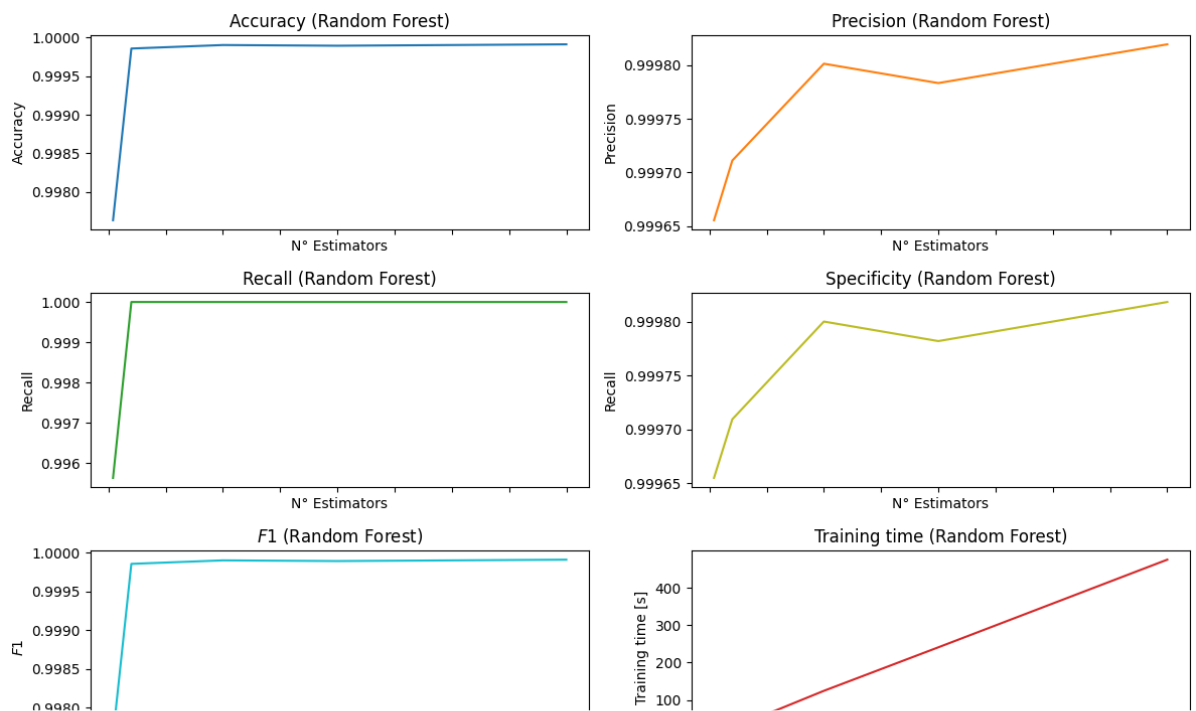 Accuracy (Random Forest)
1.0000
0.9995
0.9990
0.9985
0.9980
Accuracy
N° Estimators
Precision (Random Forest)
0.99980
0.99975
0.99970
0.99965
Precision
N° Estimators
Recall (Random Forest)
1.000
0.999
0.998
0.997
0.996
Recall
N° Estimators
Specificity (Random Forest)
0.99980
0.99975
0.99970
0.99965
Recall
N° Estimators
F1 (Random Forest)
1.0000
0.9995
0.9990
0.9985
0.9980
F1
Training time (Random Forest)
400
300
200
100
Training time [s]